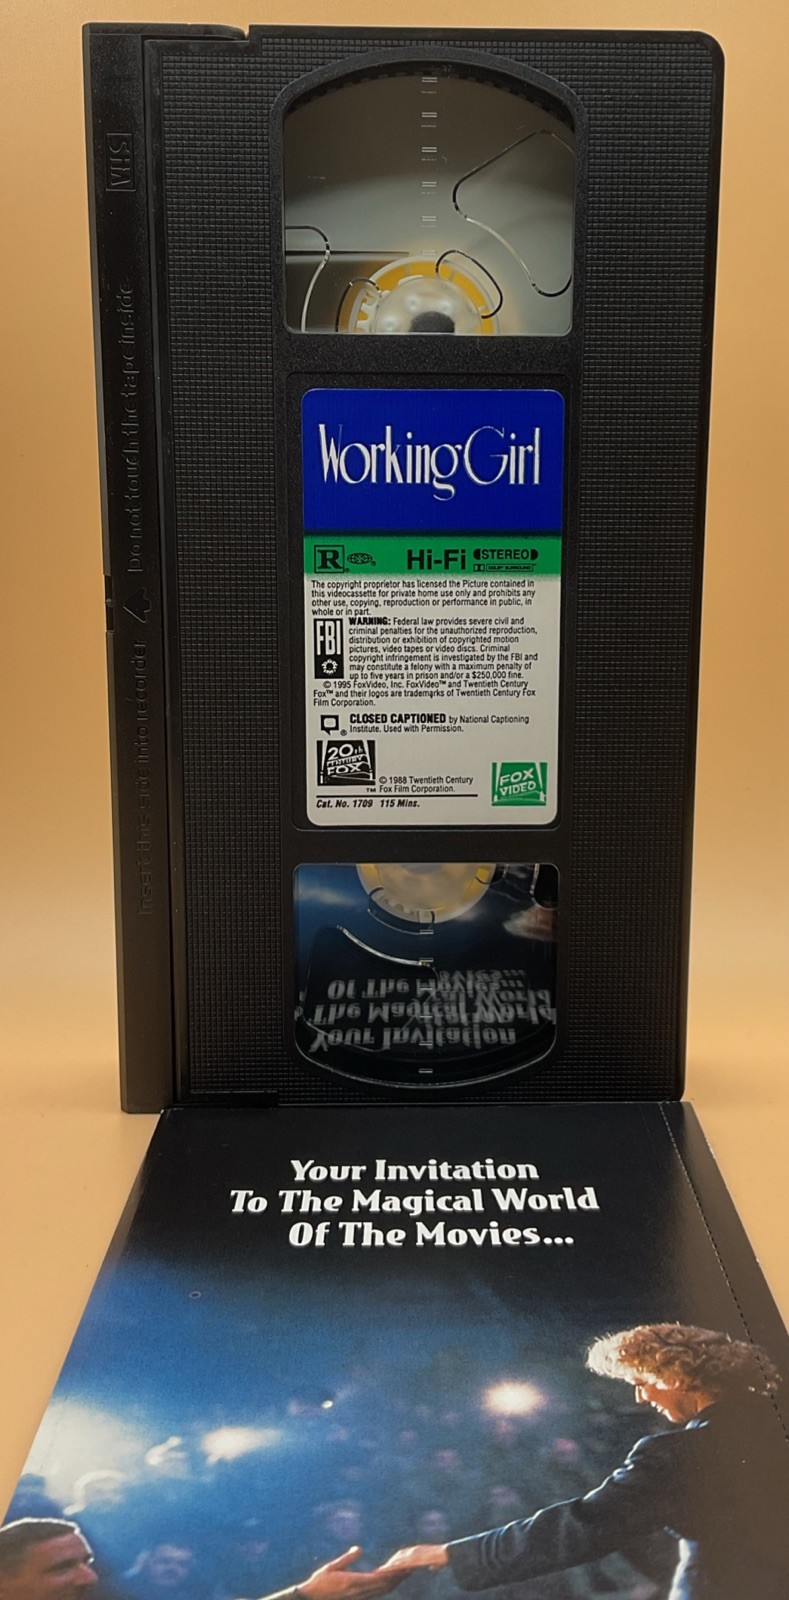 VHS
Do not touch the tape inside
Insert this side into recorder
Working Girl
R ® Hi-Fi STEREO
DOLBY SURROUND
The copyright proprietor has licensed the Picture contained in
this videocassette for private home use only and prohibits any
other use, copying, reproduction or performance in public, in
whole or in part.
FBI
WARNING: Federal law provides severe civil and
criminal penalties for the unauthorized reproduction,
distribution or exhibition of copyrighted motion
pictures, video tapes or video discs. Criminal
copyright infringement is investigated by the FBI and
may constitute a felony with a maximum penalty of
up to five years in prison and/or a $250,000 fine.
© 1995 FoxVideo, Inc. FoxVideo™ and Twentieth Century
Fox™ and their logos are trademarks of Twentieth Century Fox
Film Corporation.
® CLOSED CAPTIONED by National Captioning
Institute. Used with Permission.
20th
CENTURY
FOX
TM
© 1988 Twentieth Century
Fox Film Corporation.
FOX
VIDEO
Cat. No. 1709 115 Mins.
Your Invitation
To The Magical World
Of The Movies...